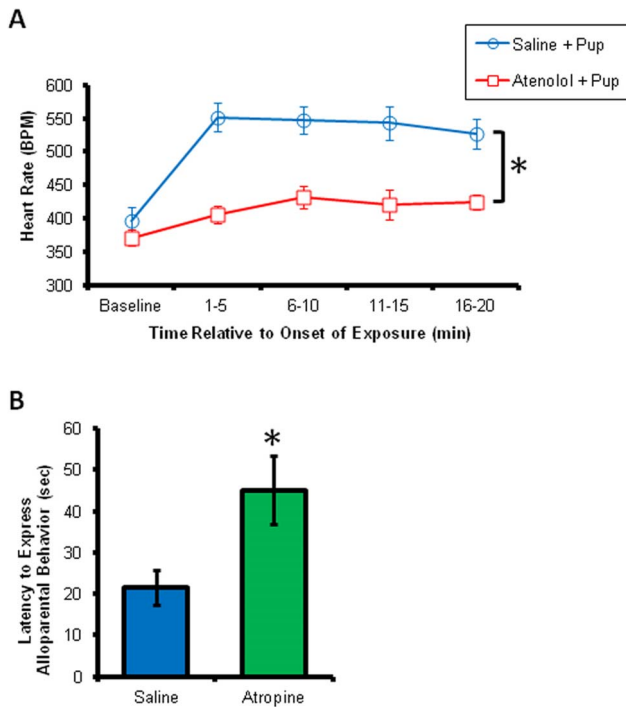 A
Saline + Pup
Atenolol + Pup
600
550
500
450
400
350
300
Heart Rate (BPM)
*
Baseline 1-5 6-10 11-15 16-20
Time Relative to Onset of Exposure (min)
B
60
50
40
30
20
10
0
Latency to Express
Alloparental Behavior (sec)
*
Saline Atropine